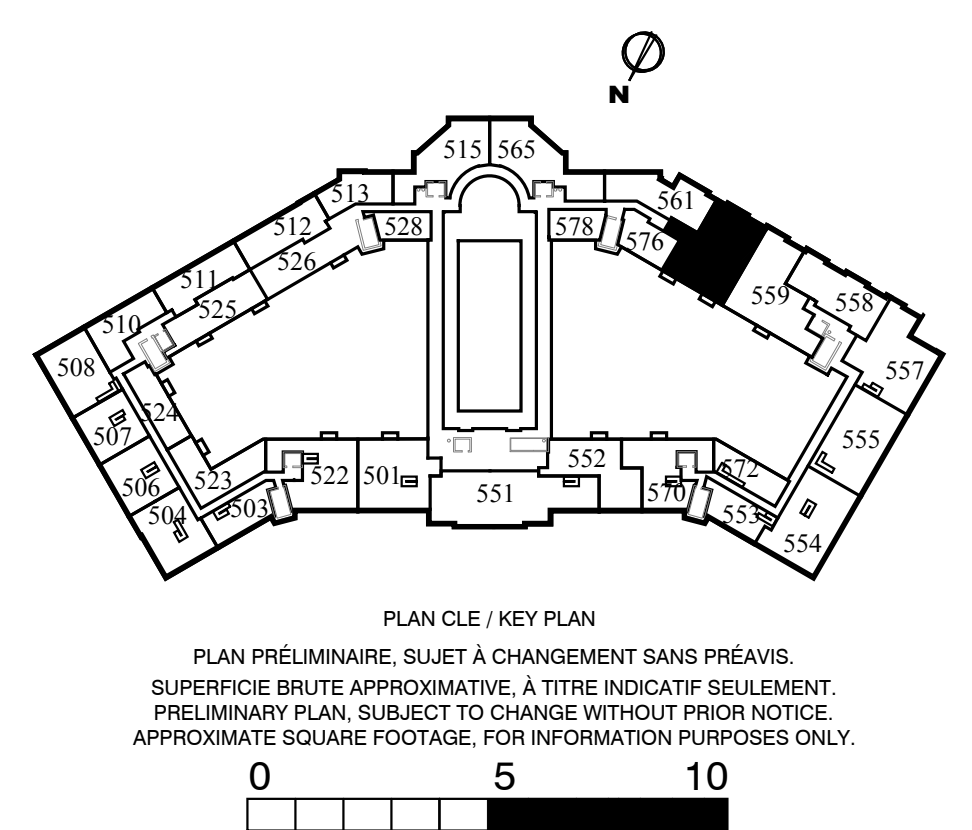 N
515 565
513 561
512 528 578 576
526
511 559 558
525
510
508 557
524
507 555
523 522 501 552 572
506 551 570
504 503 553 554
PLAN CLE / KEY PLAN
PLAN PRÉLIMINAIRE, SUJET À CHANGEMENT SANS PRÉAVIS.
SUPERFICIE BRUTE APPROXIMATIVE, À TITRE INDICATIF SEULEMENT.
PRELIMINARY PLAN, SUBJECT TO CHANGE WITHOUT PRIOR NOTICE.
APPROXIMATE SQUARE FOOTAGE, FOR INFORMATION PURPOSES ONLY.
0 5 10